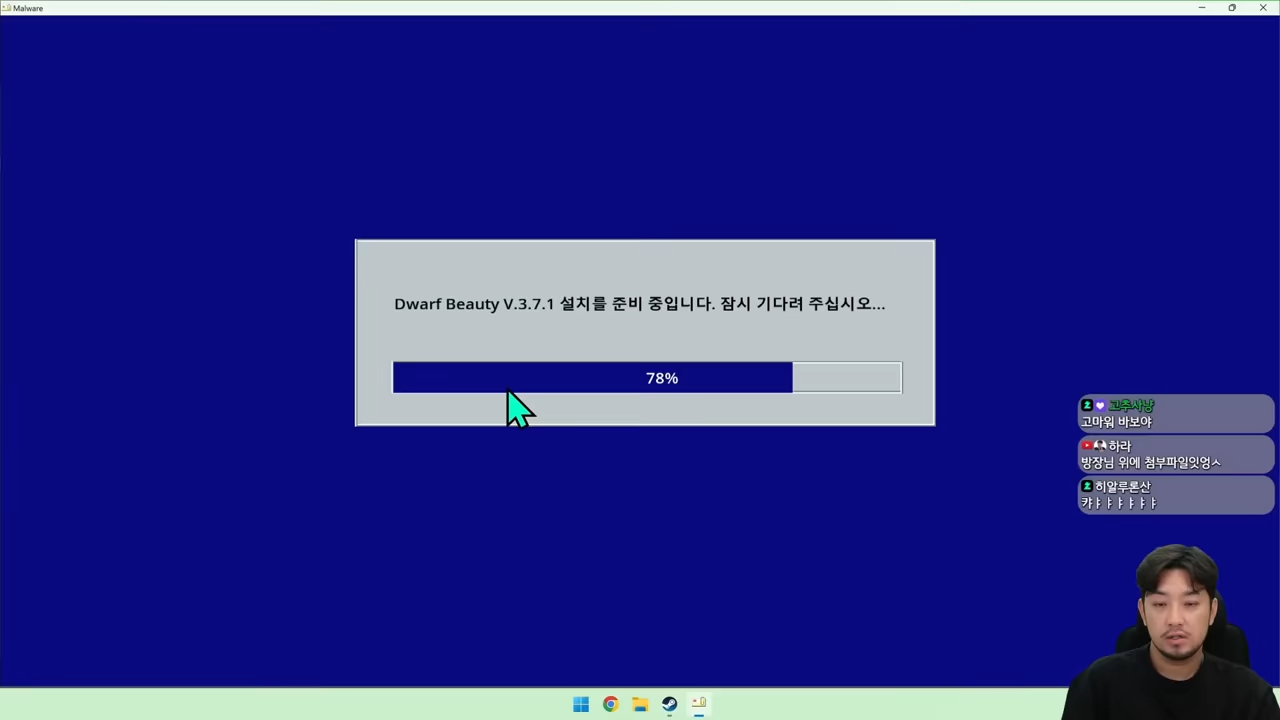 Malware
Dwarf Beauty V.3.7.1 설치를 준비 중입니다. 잠시 기다려 주십시오...
78%
고추사냥
고마워 바보야
하라
방장님 위에 첨부파일잇엉ㅅ
히알루론산
캬ㅑㅑㅑㅑㅑㅑ